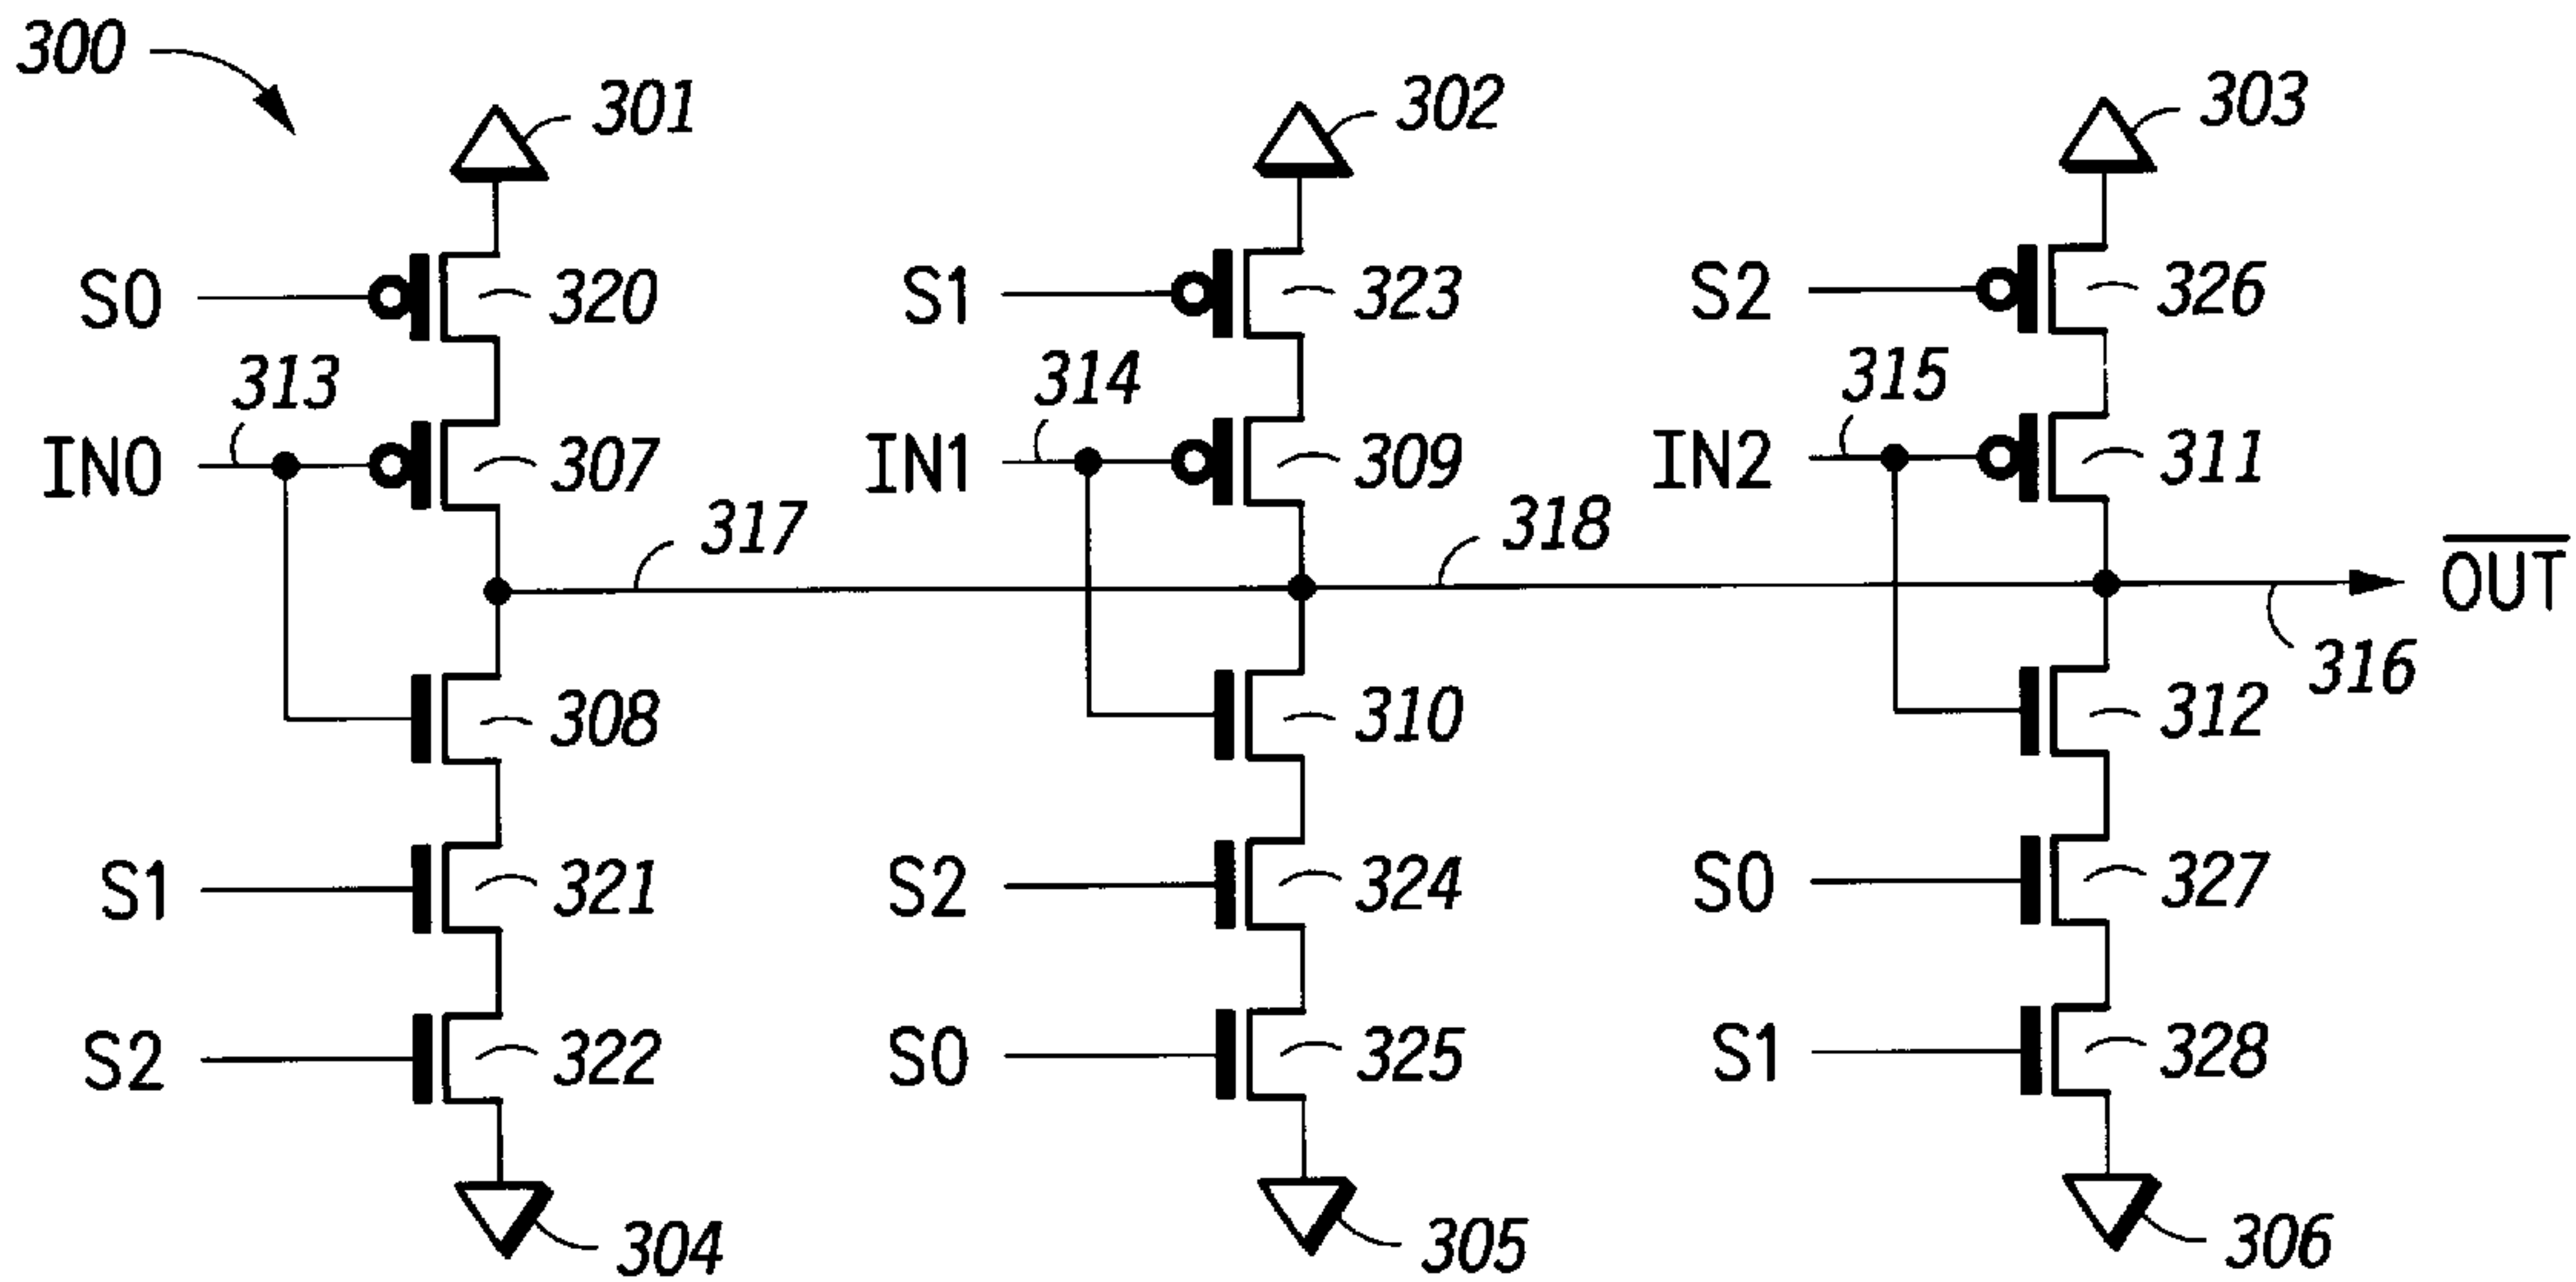 300
301 302 303
S0 320 S1 323 S2 326
313 314 315
IN0 307 IN1 309 IN2 311
317 318 OUT
316
308 310 312
S1 321 S2 324 S0 327
S2 322 S0 325 S1 328
304 305 306